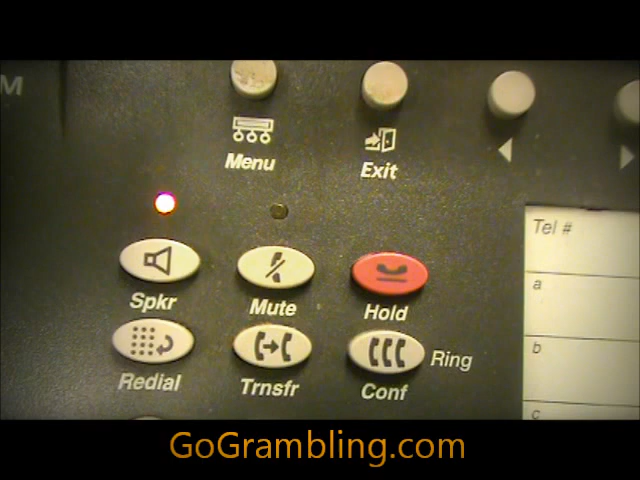 M
Menu
Exit
Tel #
a
Spkr
Mute
Hold
b
Ring
Redial
Trnsfr
Conf
c
GoGrambling.com